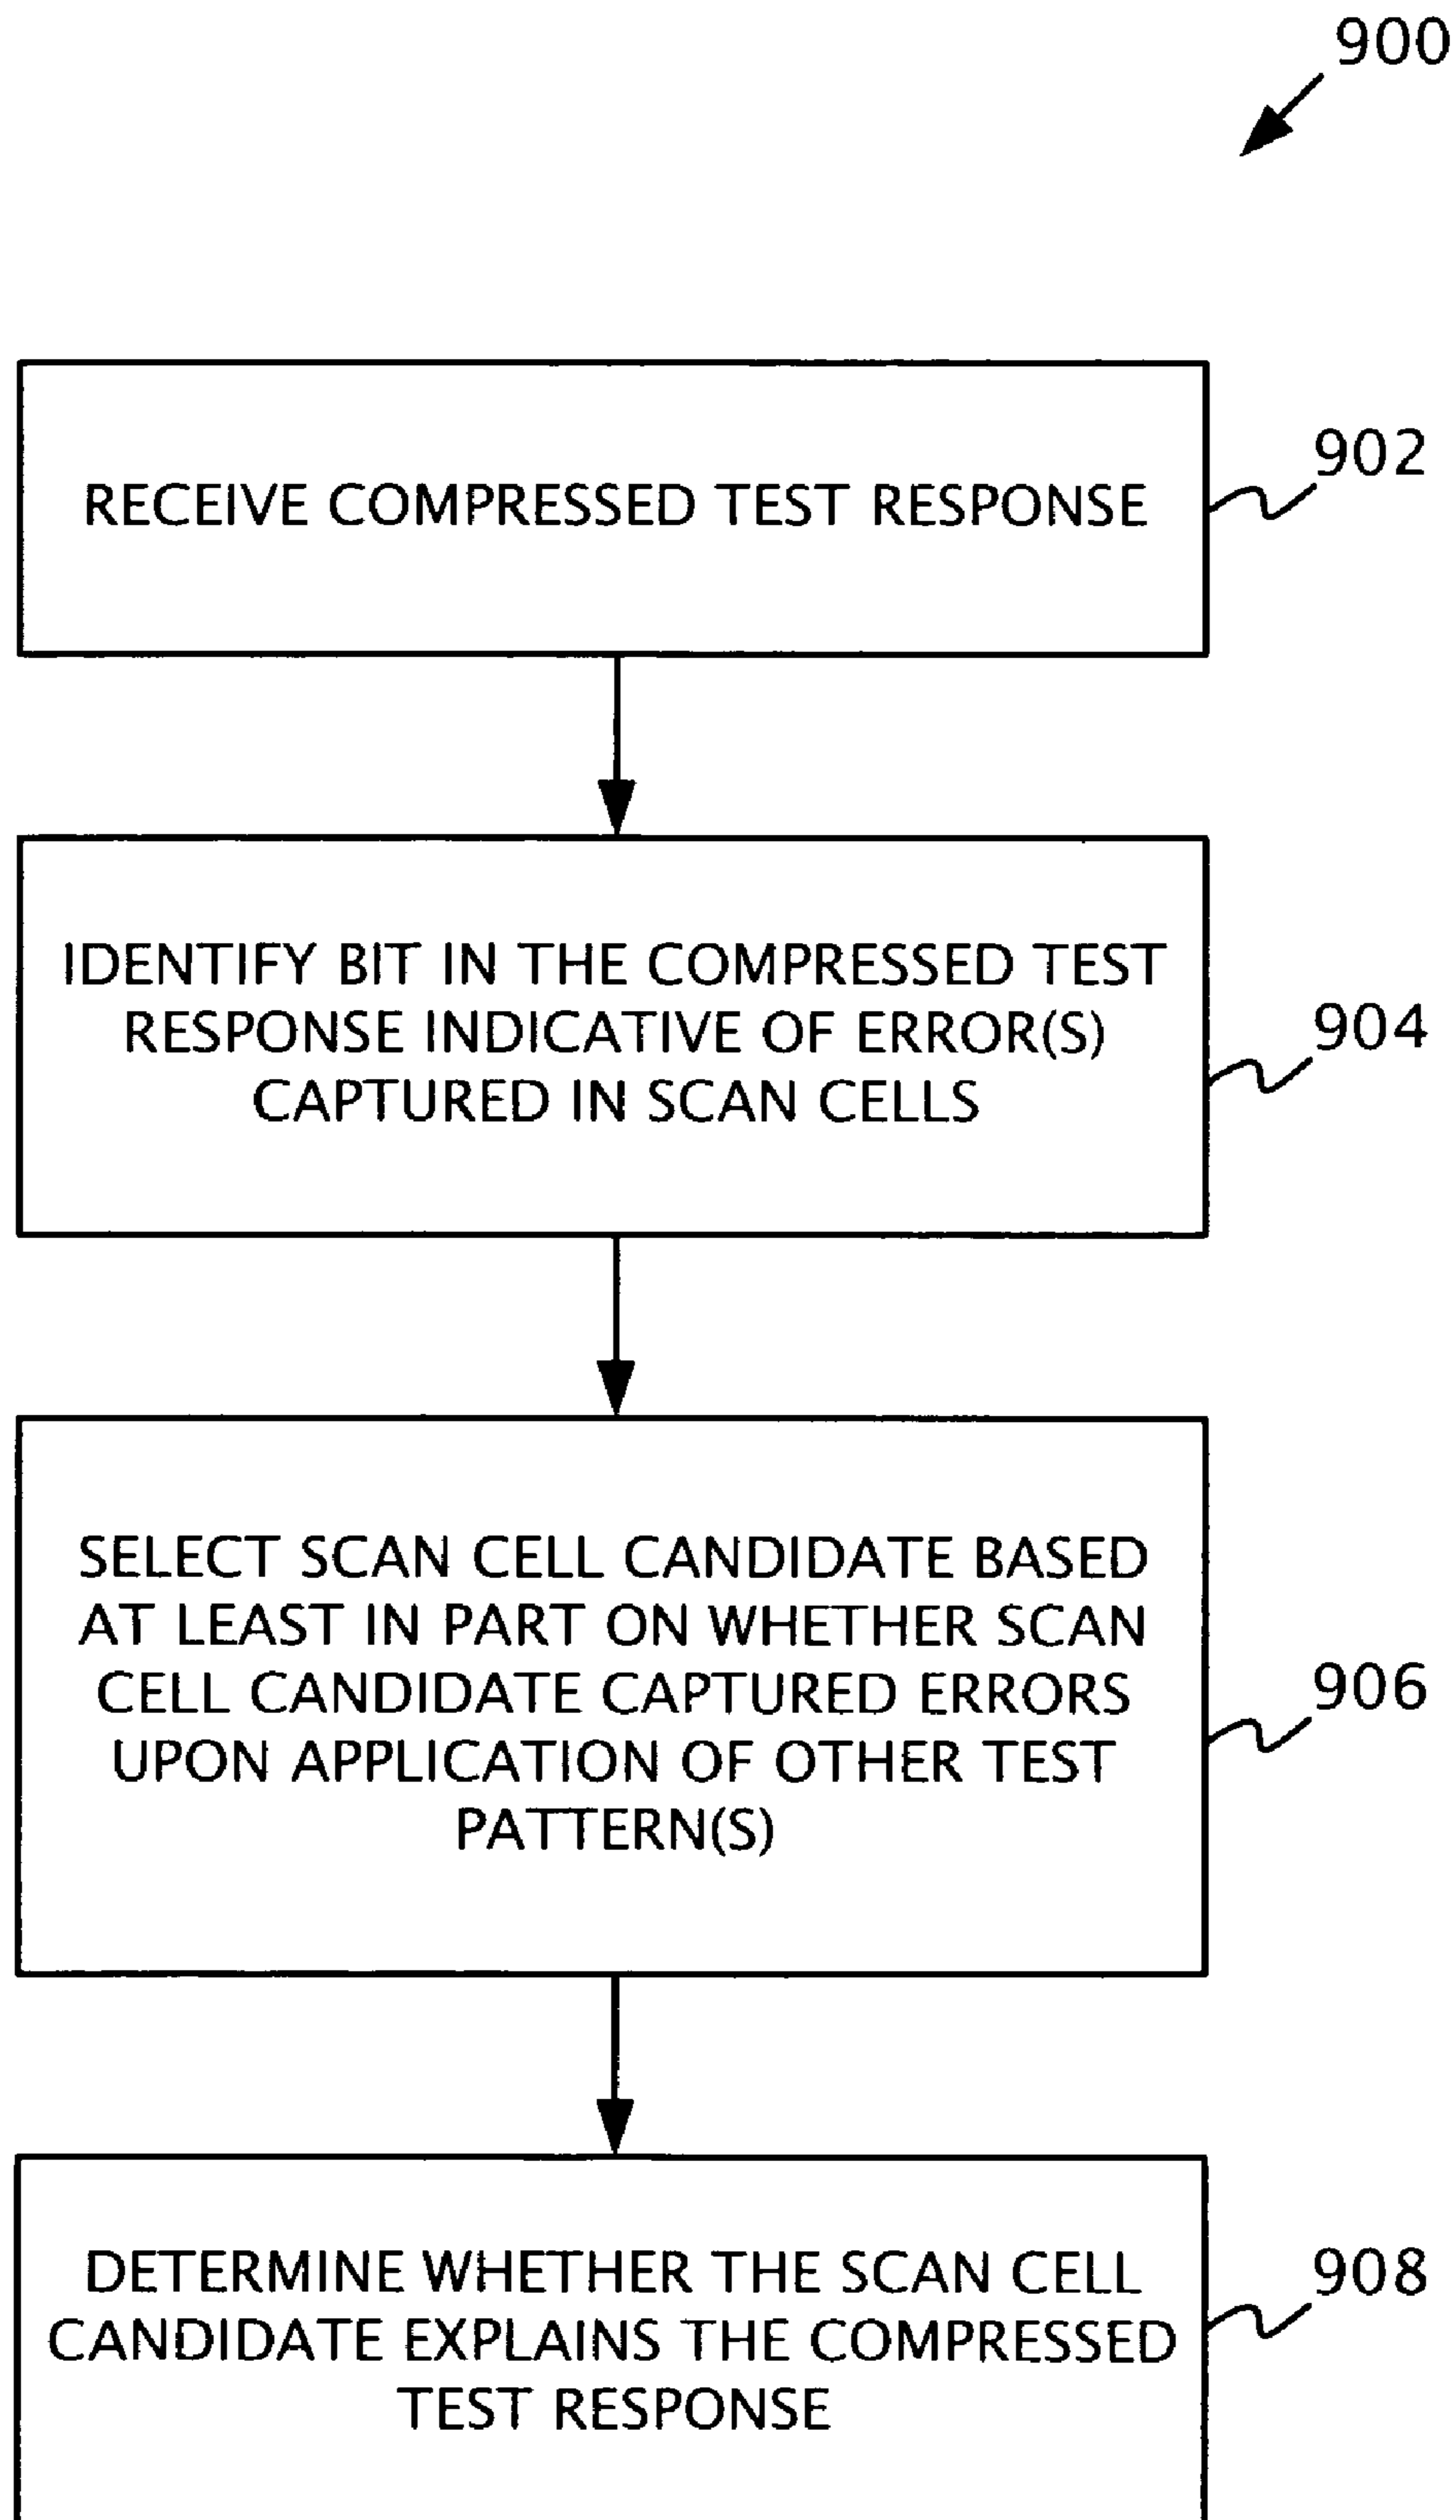 900
RECEIVE COMPRESSED TEST RESPONSE
902
IDENTIFY BIT IN THE COMPRESSED TEST
RESPONSE INDICATIVE OF ERROR(S)
CAPTURED IN SCAN CELLS
904
SELECT SCAN CELL CANDIDATE BASED
AT LEAST IN PART ON WHETHER SCAN
CELL CANDIDATE CAPTURED ERRORS
UPON APPLICATION OF OTHER TEST
PATTERN(S)
906
DETERMINE WHETHER THE SCAN CELL
CANDIDATE EXPLAINS THE COMPRESSED
TEST RESPONSE
908